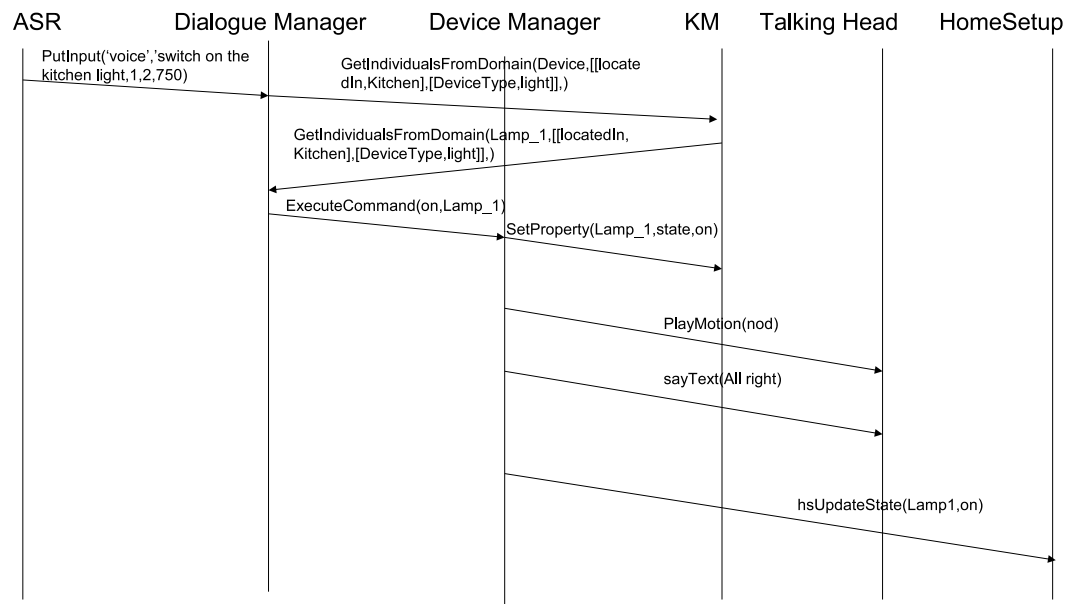 ASR Dialogue Manager Device Manager KM Talking Head HomeSetup
PutInput('voice','switch on the
kitchen light,1,2,750)
GetIndividualsFromDomain(Device,[[locate
dIn,Kitchen],[DeviceType,light]],)
GetIndividualsFromDomain(Lamp_1,[[locatedIn,
Kitchen],[DeviceType,light]],)
ExecuteCommand(on,Lamp_1)
SetProperty(Lamp_1,state,on)
PlayMotion(nod)
sayText(All right)
hsUpdateState(Lamp1,on)